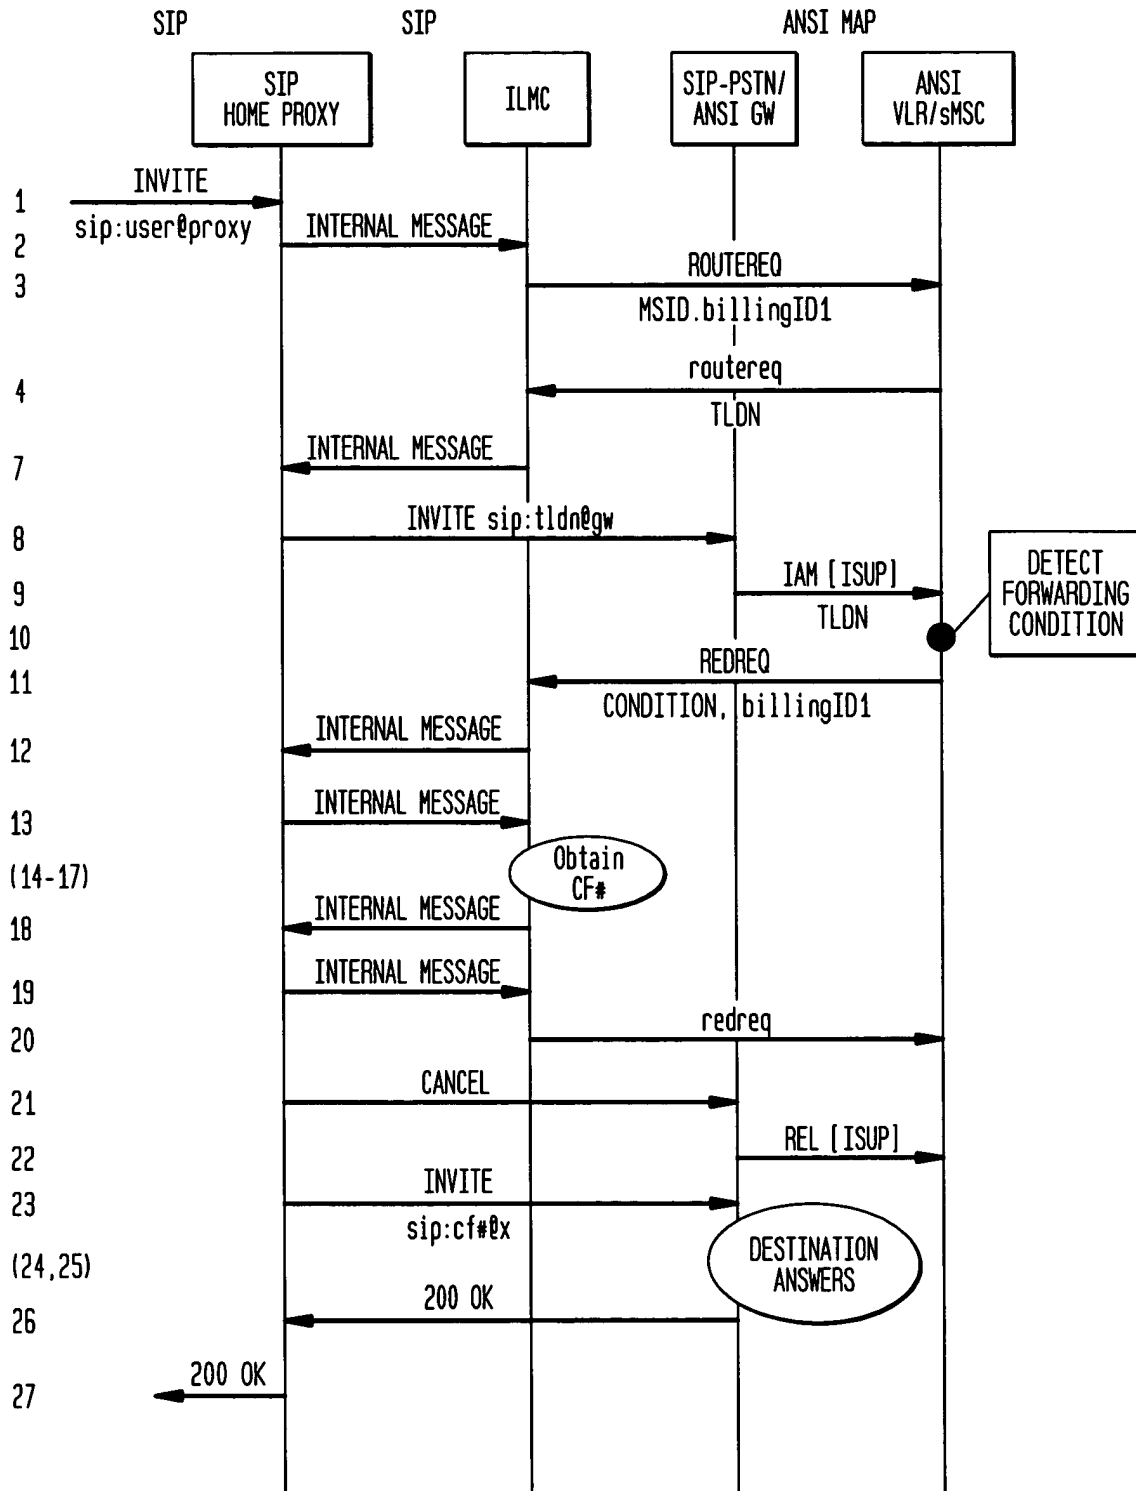 SIP
SIP
ANSI MAP
SIP
HOME PROXY
ILMC
SIP-PSTN/
ANSI GW
ANSI
VLR/sMSC
1
INVITE
sip:user@proxy
2
INTERNAL MESSAGE
3
ROUTEREQ
MSID.billingID1
4
routereq
TLDN
7
INTERNAL MESSAGE
8
INVITE sip:tldn@gw
9
IAM [ISUP]
TLDN
DETECT
FORWARDING
CONDITION
10
11
REDREQ
CONDITION, billingID1
12
INTERNAL MESSAGE
13
INTERNAL MESSAGE
(14-17)
Obtain
CF#
18
INTERNAL MESSAGE
19
INTERNAL MESSAGE
20
redreq
21
CANCEL
22
REL [ISUP]
23
INVITE
sip:cf#@x
(24,25)
DESTINATION
ANSWERS
26
200 OK
27
200 OK